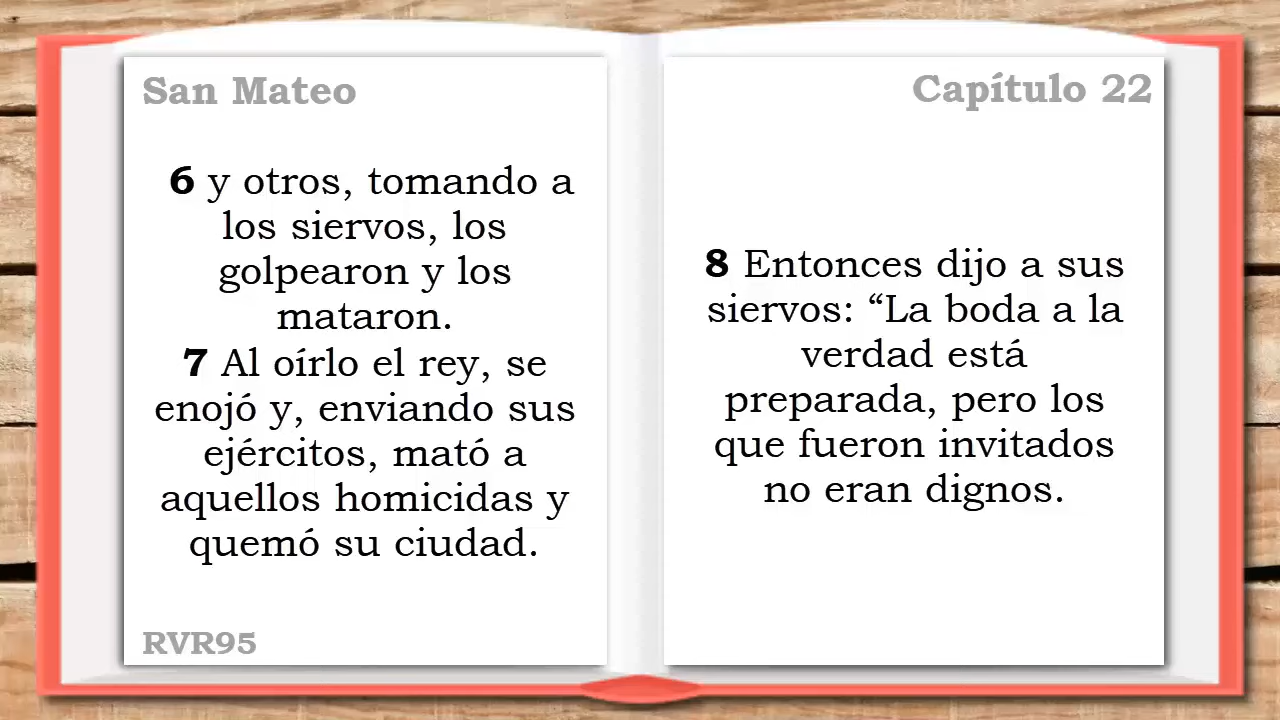 San Mateo
6 y otros, tomando a
los siervos, los
golpearon y los
mataron.
7 Al oírlo el rey, se
enojó y, enviando sus
ejércitos, mató a
aquellos homicidas y
quemó su ciudad.
RVR95
Capítulo 22
8 Entonces dijo a sus
siervos: “La boda a la
verdad está
preparada, pero los
que fueron invitados
no eran dignos.